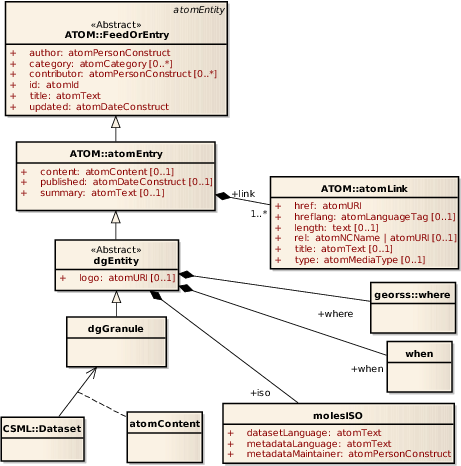 atomEntity
«Abstract»
ATOM::FeedOrEntry
+ author: atomPersonConstruct
+ category: atomCategory [0..*]
+ contributor: atomPersonConstruct [0..*]
+ id: atomId
+ title: atomText
+ updated: atomDateConstruct
ATOM::atomEntry
+ content: atomContent [0..1]
+ published: atomDateConstruct [0..1]
+ summary: atomText [0..1]
+link
1..*
ATOM::atomLink
+ href: atomURI
+ hreflang: atomLanguageTag [0..1]
+ length: text [0..1]
+ rel: atomNCName | atomURI [0..1]
+ title: atomText [0..1]
+ type: atomMediaType [0..1]
«Abstract»
dgEntity
+ logo: atomURI [0..1]
georss::where
+where
dgGranule
when
+when
+iso
CSML::Dataset
atomContent
molesISO
+ datasetLanguage: atomText
+ metadataLanguage: atomText
+ metadataMaintainer: atomPersonConstruct